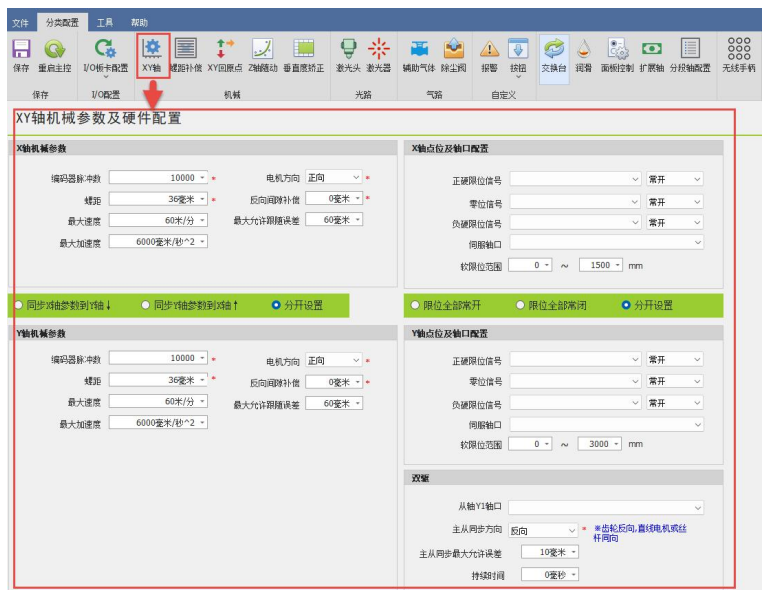 文件 分类配置 工具 帮助
保存 重启主控 I/O板卡配置 XY轴 螺距补偿 XY回原点 Z轴随动 垂直度矫正 激光头 激光器 辅助气体 除尘阀 报警 按钮 交换台 润滑 面板控制 扩展轴 分段轴配置 无线手柄
保存 I/O配置 机械 光路 气路 自定义
XY轴机械参数及硬件配置
X轴机械参数 X轴点位及轴口配置
编码器脉冲数 10000 * 电机方向 正向 * 正硬限位信号 常开
螺距 36毫米 * 反向间隙补偿 0毫米 * 零位信号 常开
最大速度 60米/分 最大允许跟随误差 60毫米 负硬限位信号 常开
最大加速度 6000毫米/秒^2 伺服轴口
软限位范围 0 ~ 1500 mm
同步X轴参数到Y轴↓ 同步Y轴参数到X轴↑ 分开设置 限位全部常开 限位全部常闭 分开设置
Y轴机械参数 Y轴点位及轴口配置
编码器脉冲数 10000 * 电机方向 正向 * 正硬限位信号 常开
螺距 36毫米 * 反向间隙补偿 0毫米 * 零位信号 常开
最大速度 60米/分 最大允许跟随误差 60毫米 负硬限位信号 常开
最大加速度 6000毫米/秒^2 伺服轴口
软限位范围 0 ~ 3000 mm
双驱
从轴Y1轴口
主从同步方向 反向 * ※齿轮反向,直线电机或丝
杆同向
主从同步最大允许误差 10毫米
持续时间 0毫秒